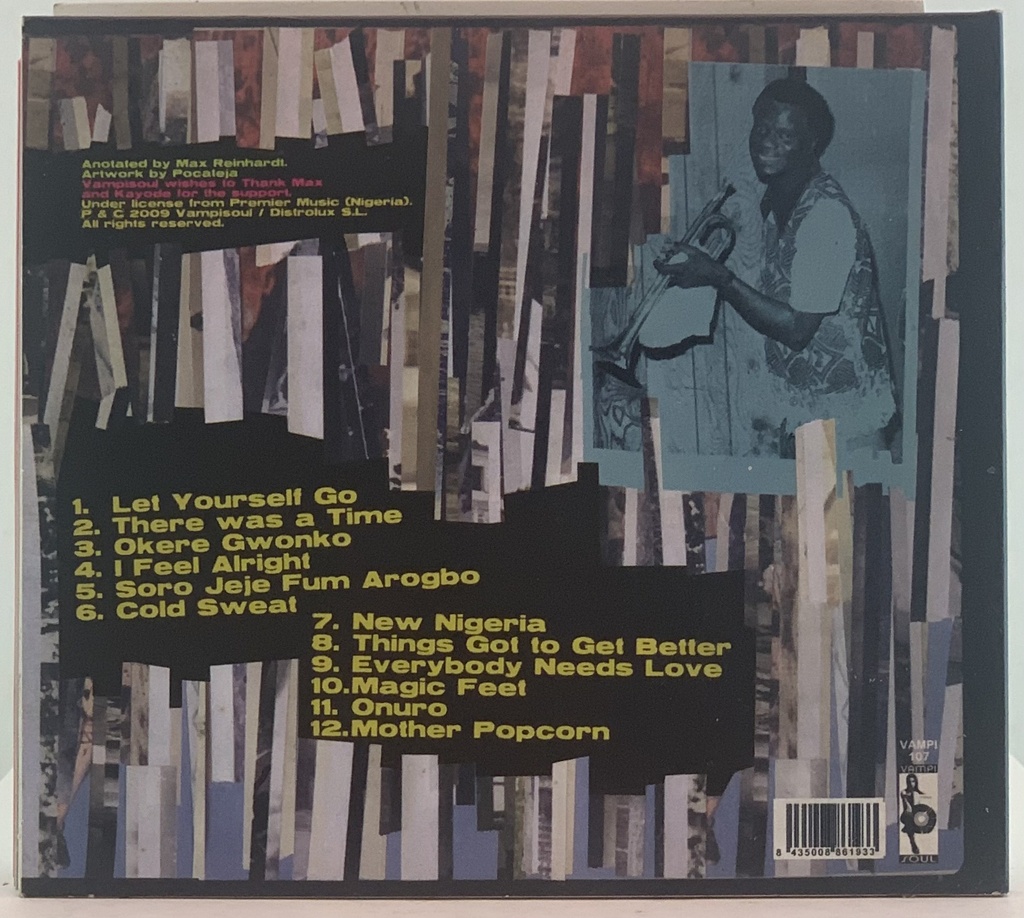 Anotated by Max Reinhardt.
Artwork by Pocaleja
Vampisoul wishes to Thank Max
and Kayode for the support.
Under license from Premier Music (Nigeria).
P & C 2009 Vampisoul / Distrolux S.L.
All rights reserved.
1. Let Yourself Go
2. There was a Time
3. Okere Gwonko
4. I Feel Alright
5. Soro Jeje Fum Arogbo
6. Cold Sweat
7. New Nigeria
8. Things Got to Get Better
9. Everybody Needs Love
10.Magic Feet
11. Onuro
12.Mother Popcorn
VAMPI
107
VAMPI
SOUL
8 435008 861933